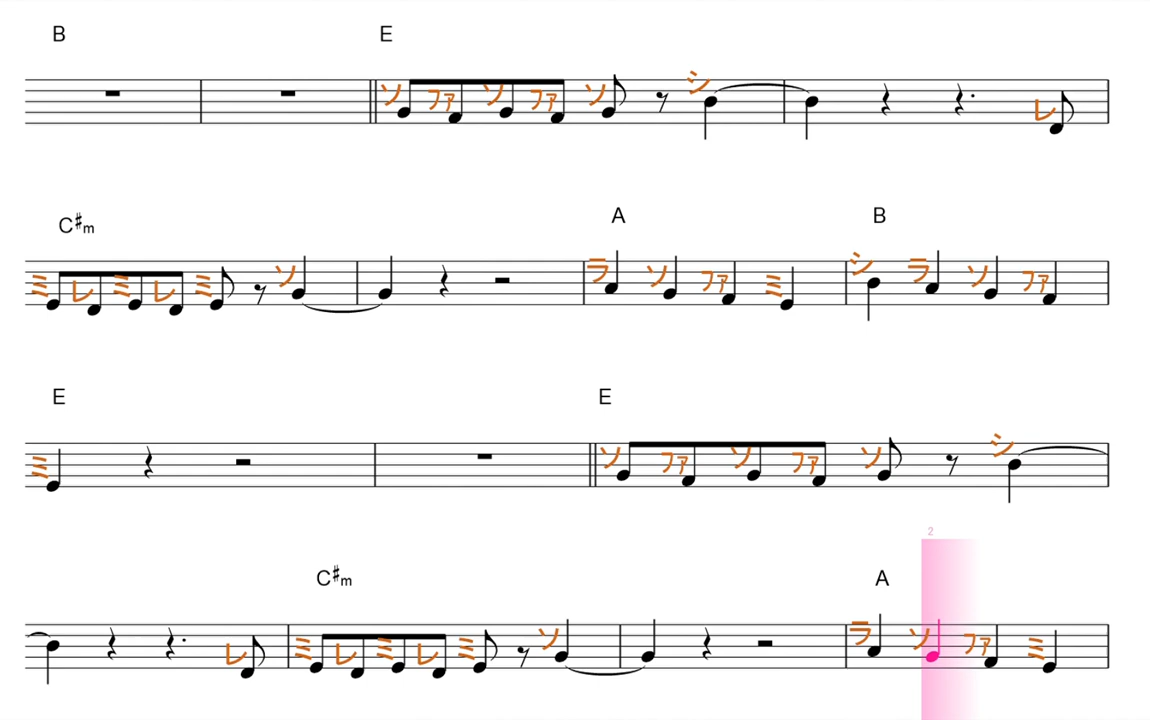 B E
ソ ファ ソ ファ ソ シ レ
C♯m A B
ミ レ ミ レ ミ ソ ラ ソ ファ ミ シ ラ ソ ファ
E E
ミ ソ ファ ソ ファ ソ シ
2
C♯m A
レ ミ レ ミ レ ミ ソ ラ ソ ファ ミ